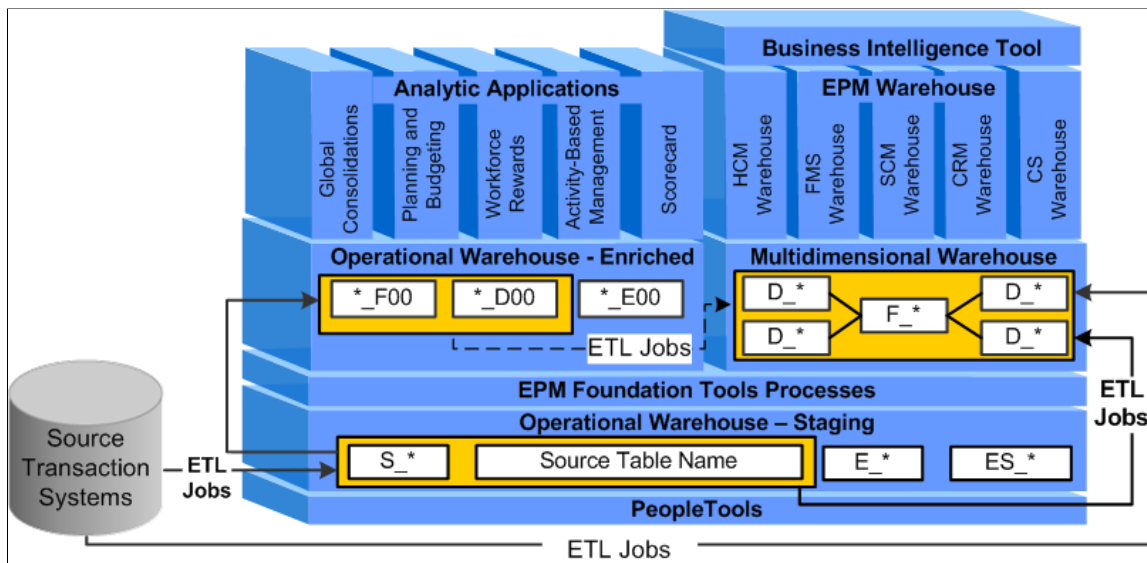 Business Intelligence Tool
Analytic Applications
EPM Warehouse
Global
Consolidations
Planning and
Budgeting
Workforce
Rewards
Activity-Based
Management
Scorecard
HCM
Warehouse
FMS
Warehouse
SCM
Warehouse
CRM
Warehouse
CS
Warehouse
Operational Warehouse - Enriched
Multidimensional Warehouse
*_F00
*_D00
*_E00
D_*
D_*
F_*
D_*
D_*
ETL Jobs
EPM Foundation Tools Processes
ETL
Jobs
Operational Warehouse – Staging
Source
Transaction
Systems
ETL
Jobs
S_*
Source Table Name
E_*
ES_*
PeopleTools
ETL Jobs